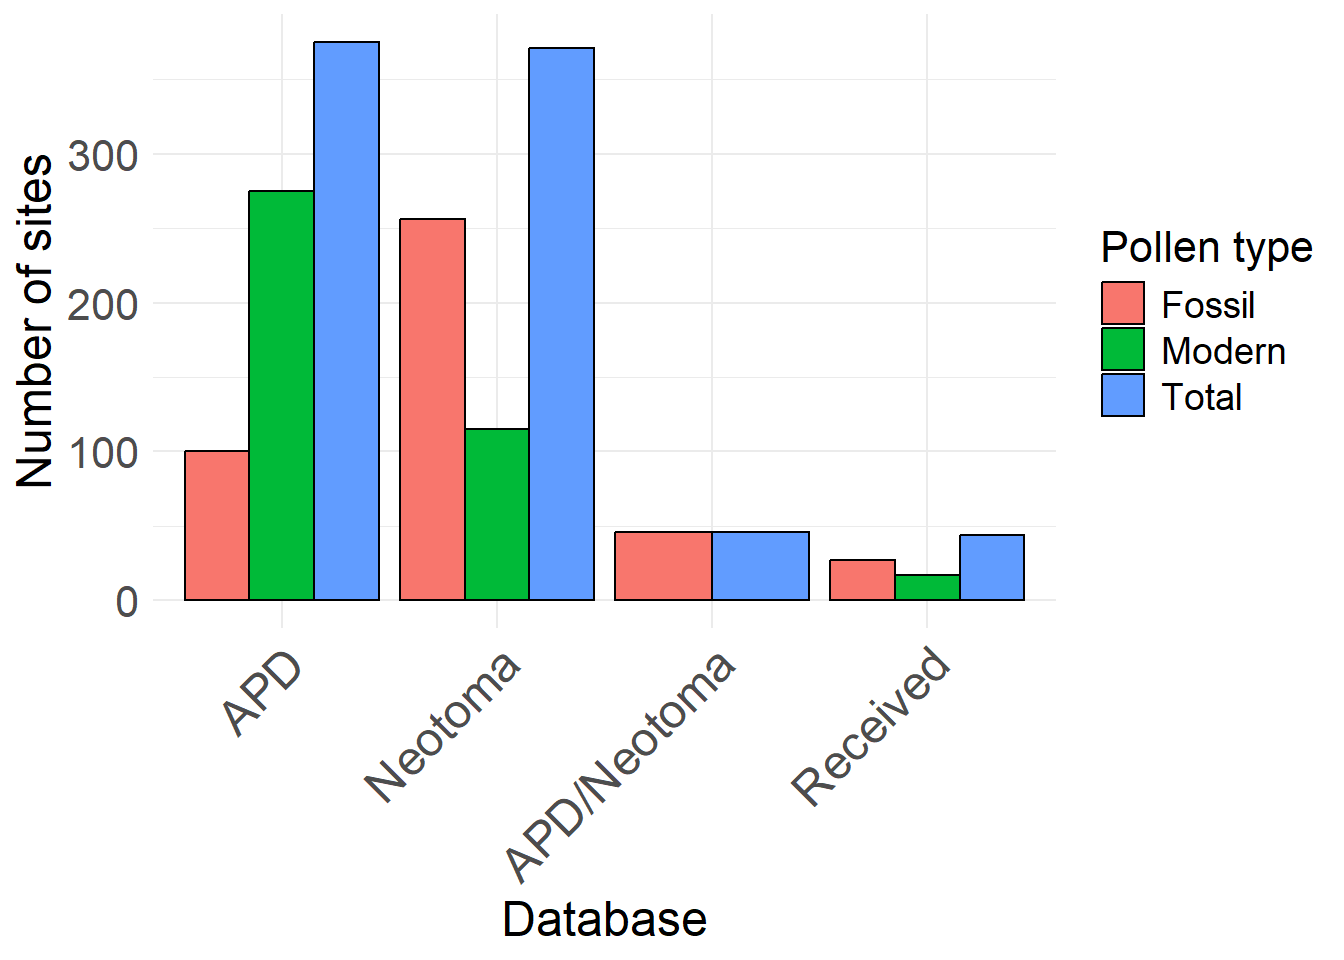 Number of sites
300
200
100
0
APD
Neotoma
APD/Neotoma
Received
Database
Pollen type
Fossil
Modern
Total